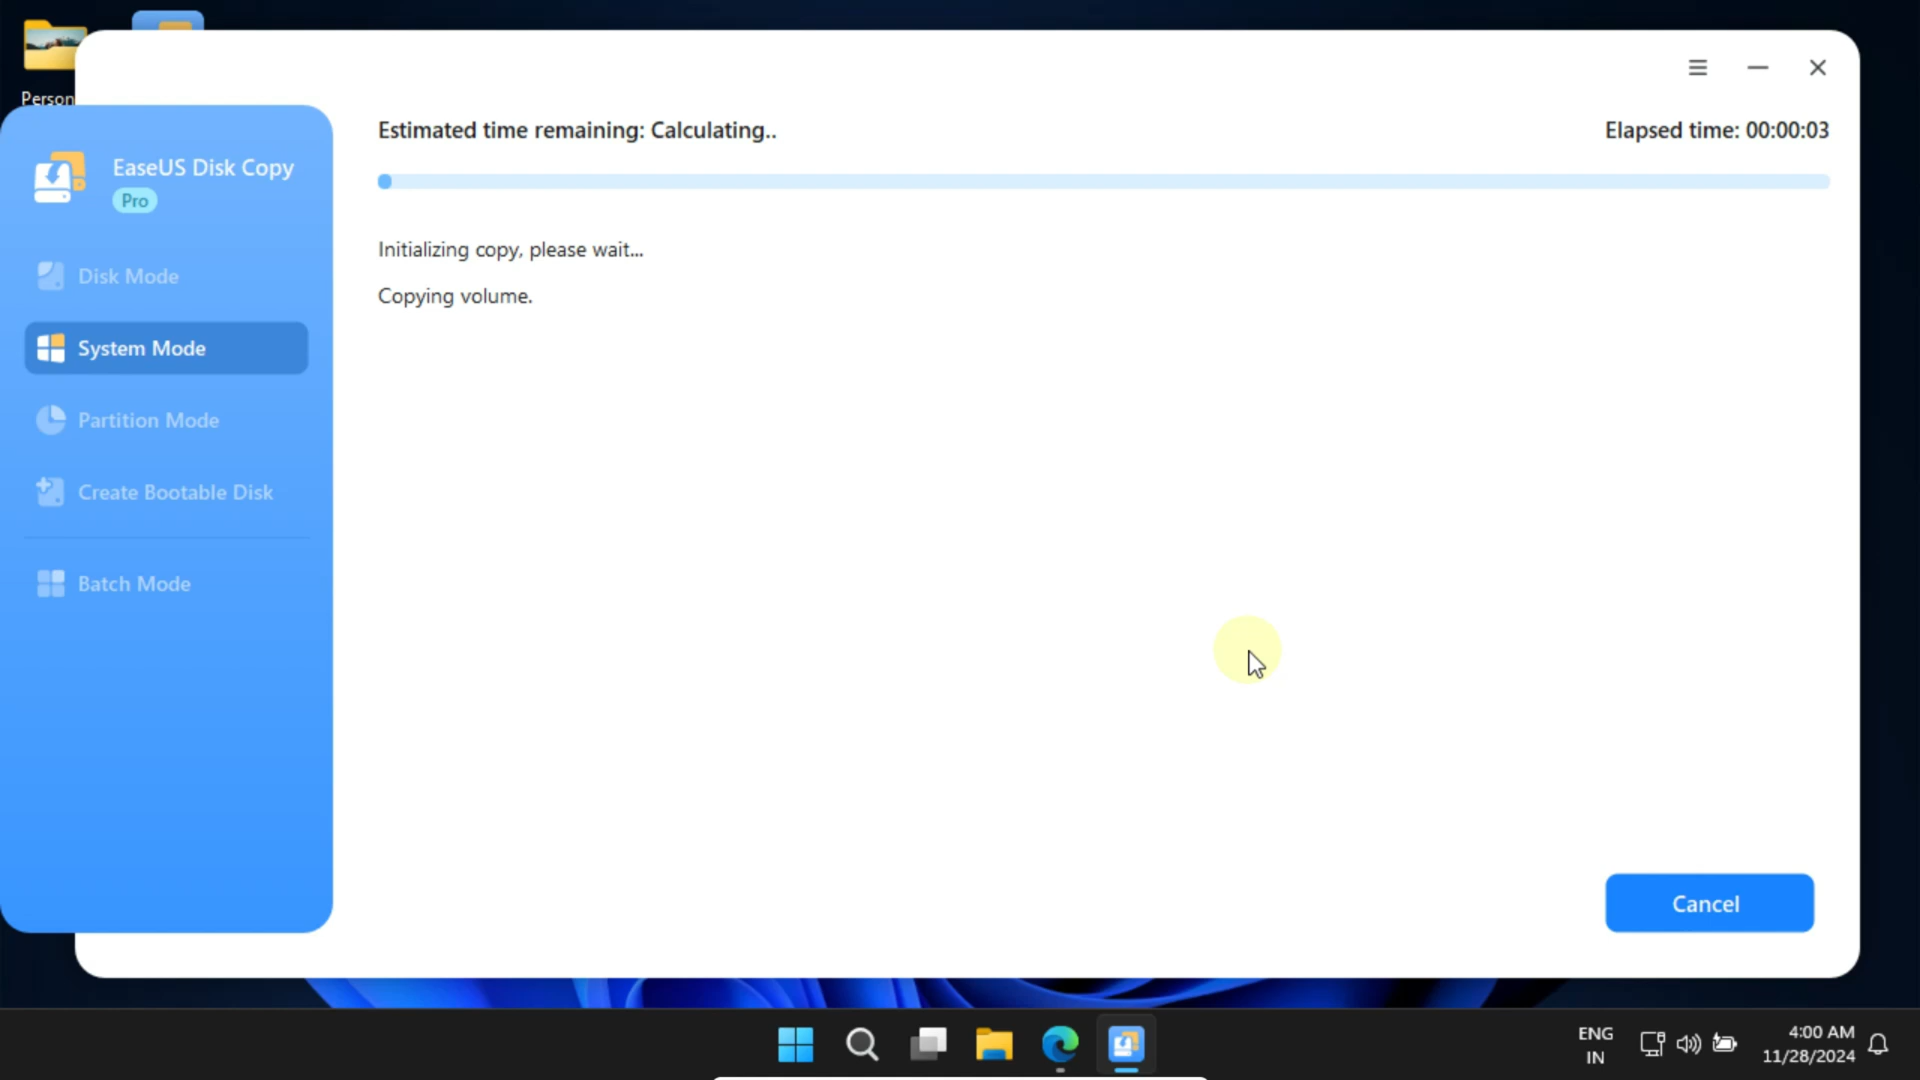 Person
EaseUS Disk Copy
Pro
Disk Mode
System Mode
Partition Mode
Create Bootable Disk
Batch Mode
Estimated time remaining: Calculating..
Elapsed time: 00:00:03
Initializing copy, please wait...
Copying volume.
Cancel
ENG
IN
4:00 AM
11/28/2024